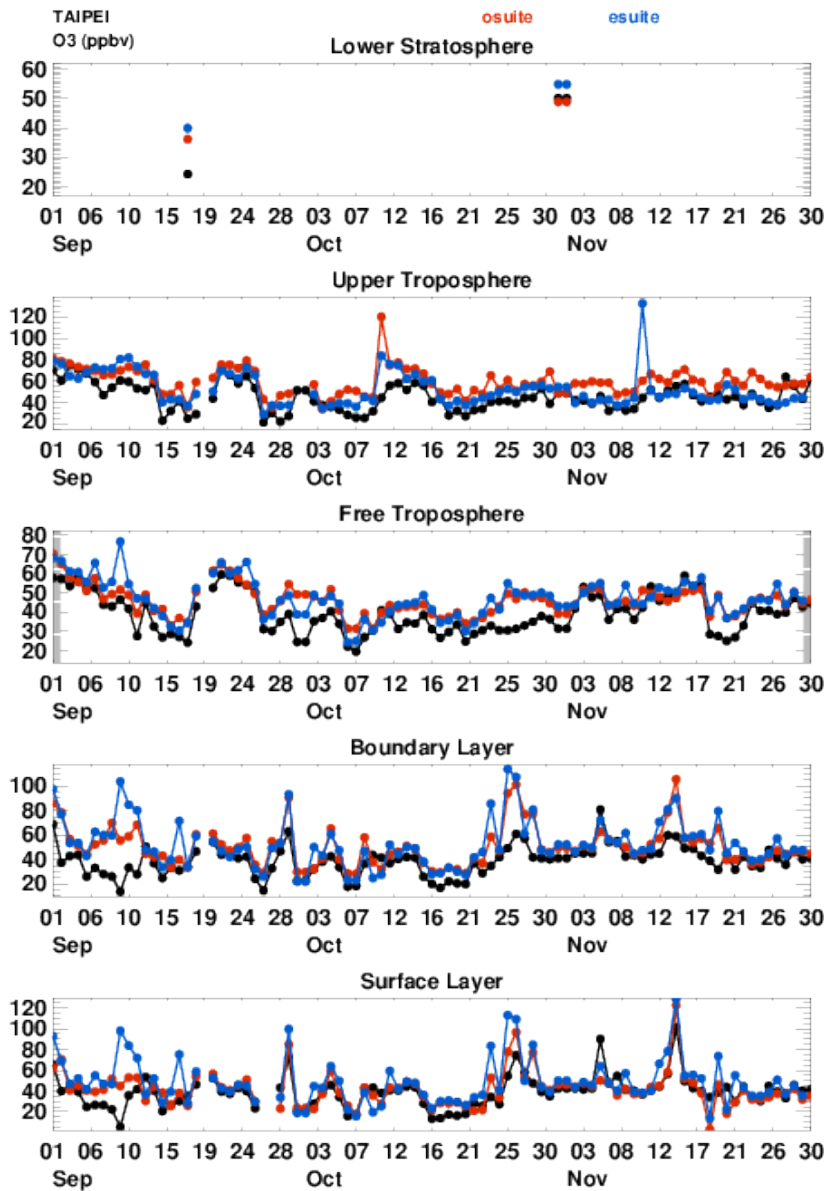 TAIPEI osuite esuite
O3 (ppbv)
Lower Stratosphere
60
50
40
30
20
01 06 10 15 19 24 28 03 07 12 16 21 25 30 03 08 12 17 21 26 30
Sep Oct Nov
Upper Troposphere
120
100
80
60
40
20
01 06 10 15 19 24 28 03 07 12 16 21 25 30 03 08 12 17 21 26 30
Sep Oct Nov
Free Troposphere
80
70
60
50
40
30
20
01 06 10 15 19 24 28 03 07 12 16 21 25 30 03 08 12 17 21 26 30
Sep Oct Nov
Boundary Layer
100
80
60
40
20
01 06 10 15 19 24 28 03 07 12 16 21 25 30 03 08 12 17 21 26 30
Sep Oct Nov
Surface Layer
120
100
80
60
40
20
01 06 10 15 19 24 28 03 07 12 16 21 25 30 03 08 12 17 21 26 30
Sep Oct Nov